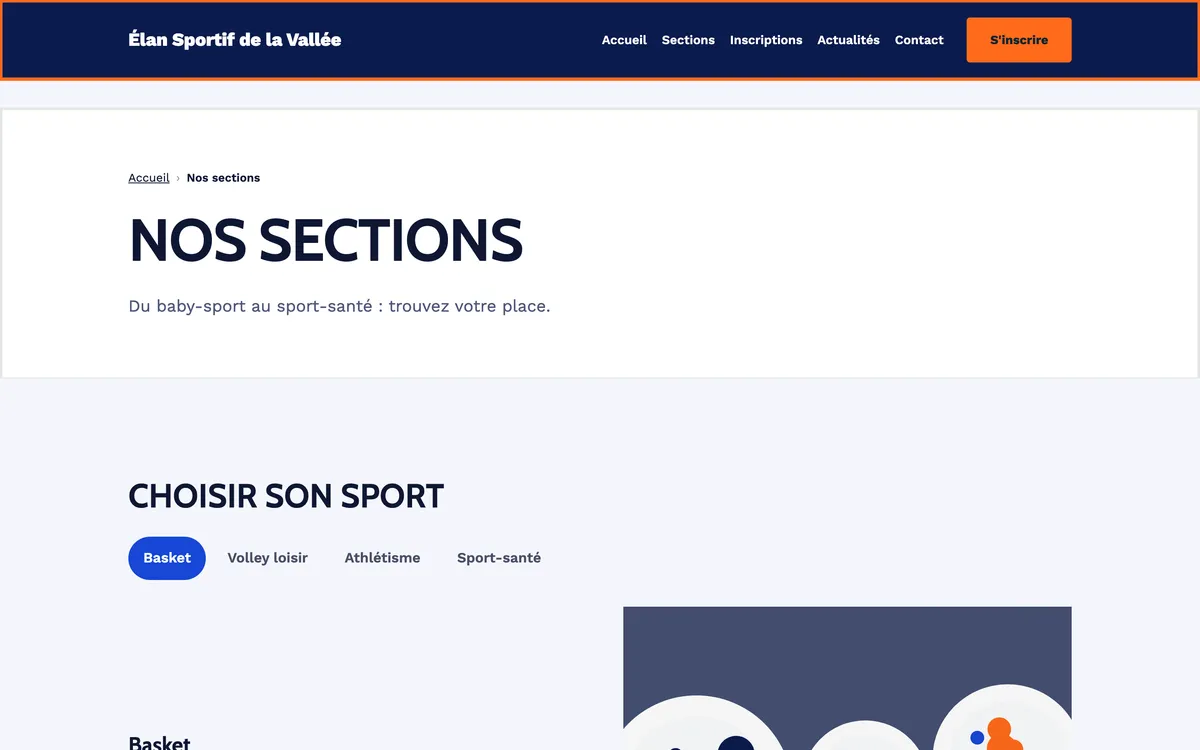 Élan Sportif de la Vallée
Accueil Sections Inscriptions Actualités Contact S'inscrire
Accueil › Nos sections
NOS SECTIONS
Du baby-sport au sport-santé : trouvez votre place.
CHOISIR SON SPORT
Basket Volley loisir Athlétisme Sport-santé
Basket